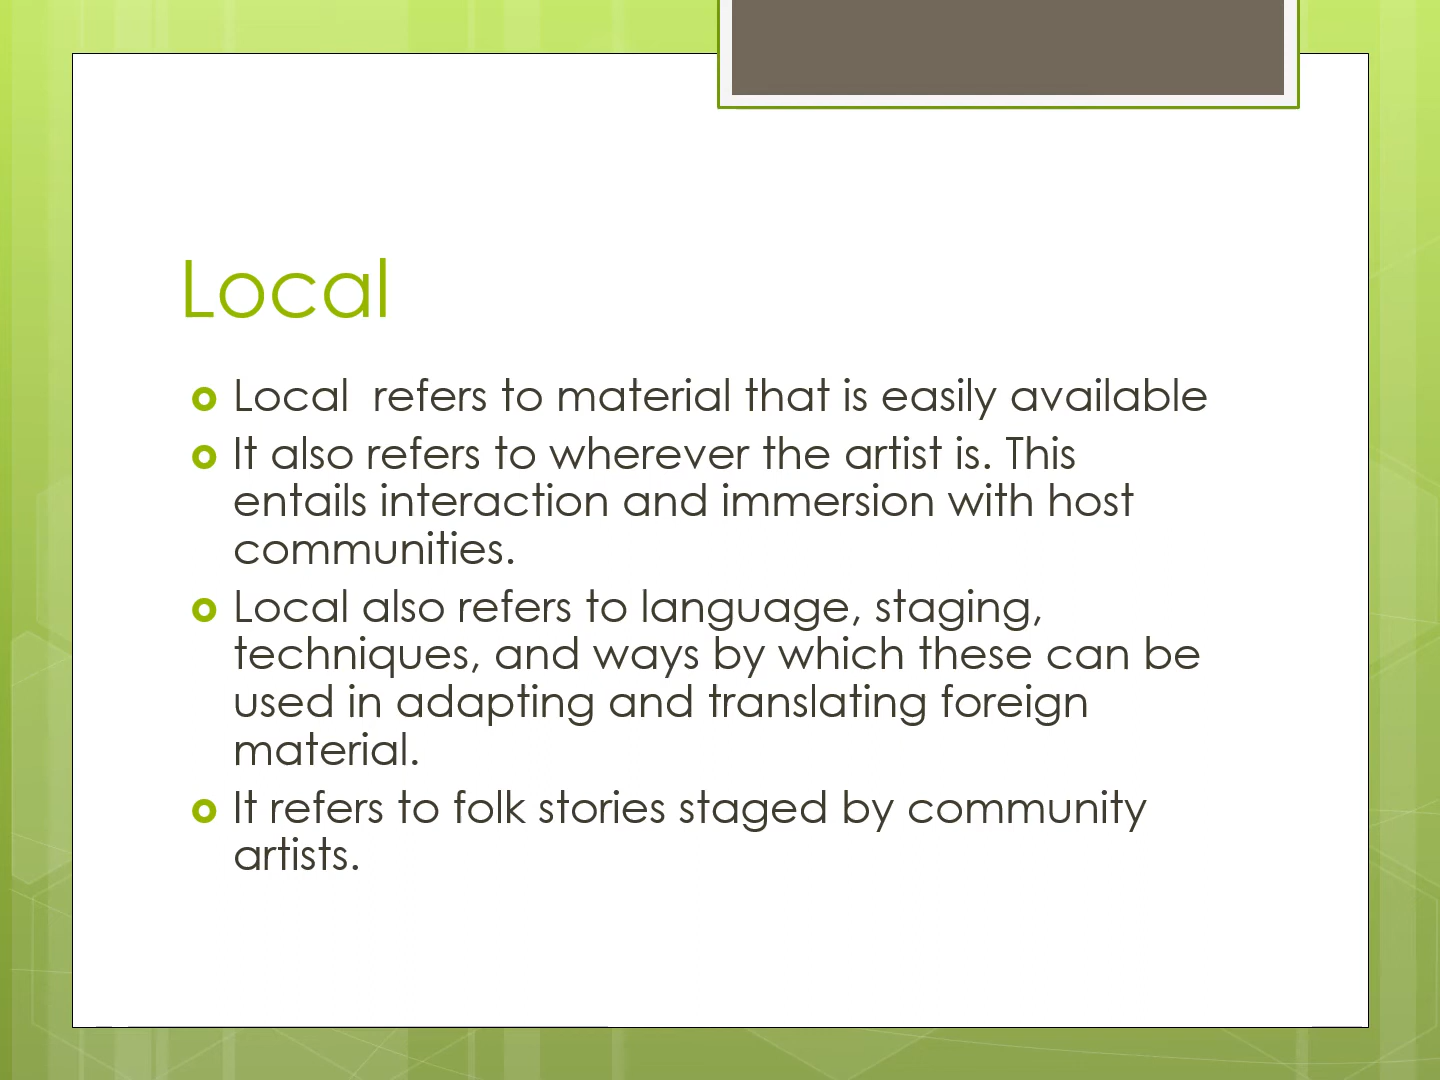 Local
Local  refers to material that is easily available
It also refers to wherever the artist is. This
entails interaction and immersion with host
communities.
Local also refers to language, staging,
techniques, and ways by which these can be
used in adapting and translating foreign
material.
It refers to folk stories staged by community
artists.